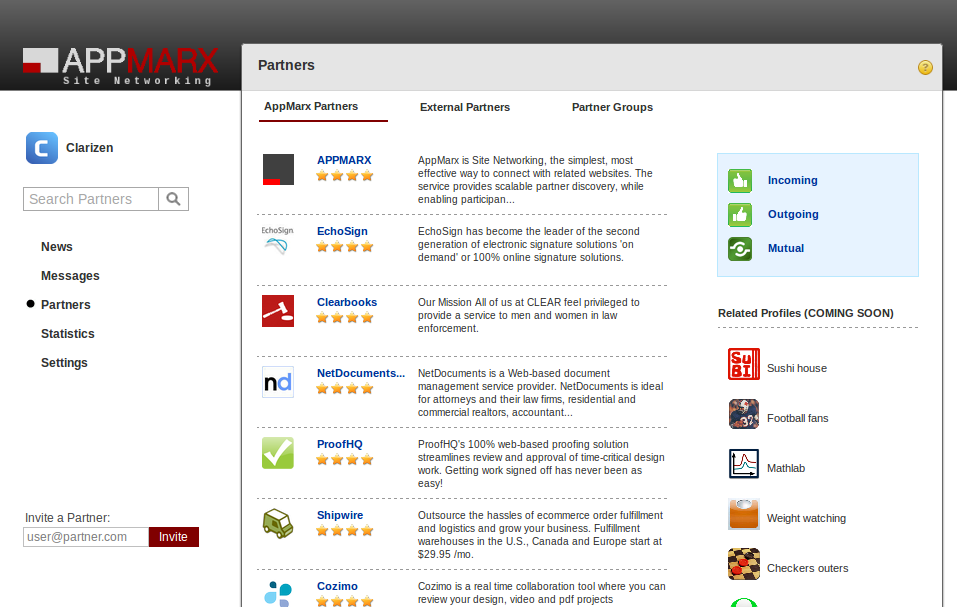 APPMARX
Site Networking
Partners
?
AppMarx Partners
External Partners
Partner Groups
Clarizen
Search Partners
News
Messages
Partners
Statistics
Settings
Invite a Partner:
user@partner.com
Invite
APPMARX
AppMarx is Site Networking, the simplest, most
effective way to connect with related websites. The
service provides scalable partner discovery, while
enabling participan...
EchoSign
EchoSign
EchoSign has become the leader of the second
generation of electronic signature solutions 'on
demand' or 100% online signature solutions.
Clearbooks
Our Mission All of us at CLEAR feel privileged to
provide a service to men and women in law
enforcement.
nd
NetDocuments...
NetDocuments is a Web-based document
management service provider. NetDocuments is ideal
for attorneys and their law firms, residential and
commercial realtors, accountant...
ProofHQ
ProofHQ's 100% web-based proofing solution
streamlines review and approval of time-critical design
work. Getting work signed off has never been as
easy!
Shipwire
Outsource the hassles of ecommerce order fulfillment
and logistics and grow your business. Fulfillment
warehouses in the U.S., Canada and Europe start at
$29.95 /mo.
Cozimo
Cozimo is a real time collaboration tool where you can
review your design, video and pdf projects
Incoming
Outgoing
Mutual
Related Profiles (COMING SOON)
SuBI
Sushi house
Football fans
Mathlab
Weight watching
Checkers outers